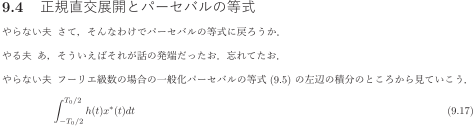 9.4 正規直交展開とパーセバルの等式
やらない夫 さて，そんなわけでパーセバルの等式に戻ろうか．
やる夫 あ，そういえばそれが話の発端だったお．忘れてたお．
やらない夫 フーリエ級数の場合の一般化パーセバルの等式 (9.5) の左辺の積分のところから見ていこう．
∫_{-T₀/2}^{T₀/2} h(t)x*(t)dt (9.17)